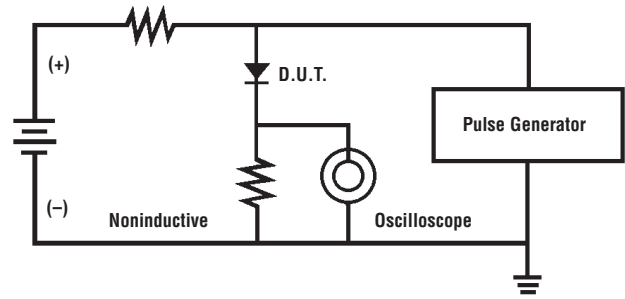 (+)
D.U.T.
Pulse Generator
(–)
Noninductive
Oscilloscope